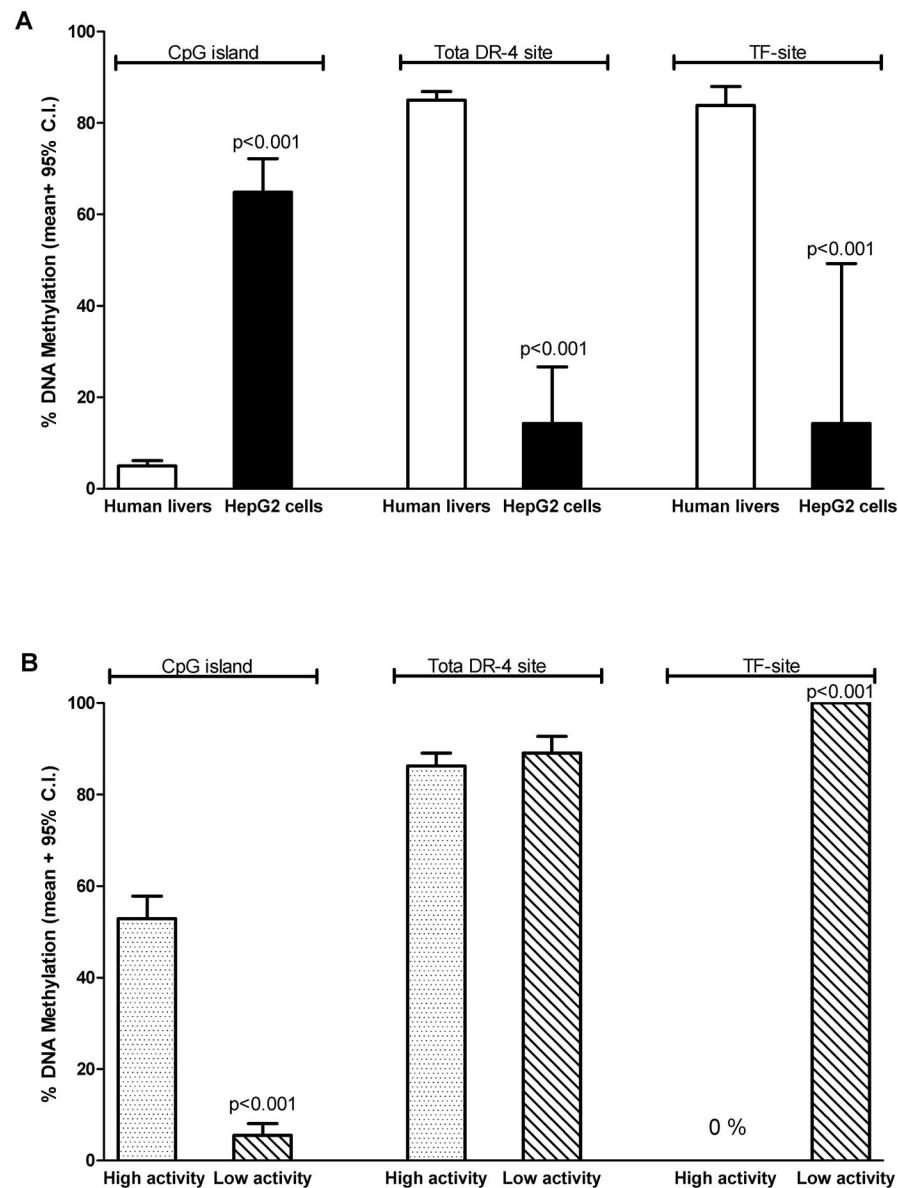 A
% DNA Methylation (mean+ 95% C.I.)
100
80
60
40
20
0
CpG island
Tota DR-4 site
TF-site
p<0.001
p<0.001
p<0.001
Human livers HepG2 cells Human livers HepG2 cells Human livers HepG2 cells
B
% DNA Methylation (mean + 95% C.I.)
100
80
60
40
20
0
CpG island
Tota DR-4 site
TF-site
p<0.001
p<0.001
0 %
High activity Low activity High activity Low activity High activity Low activity